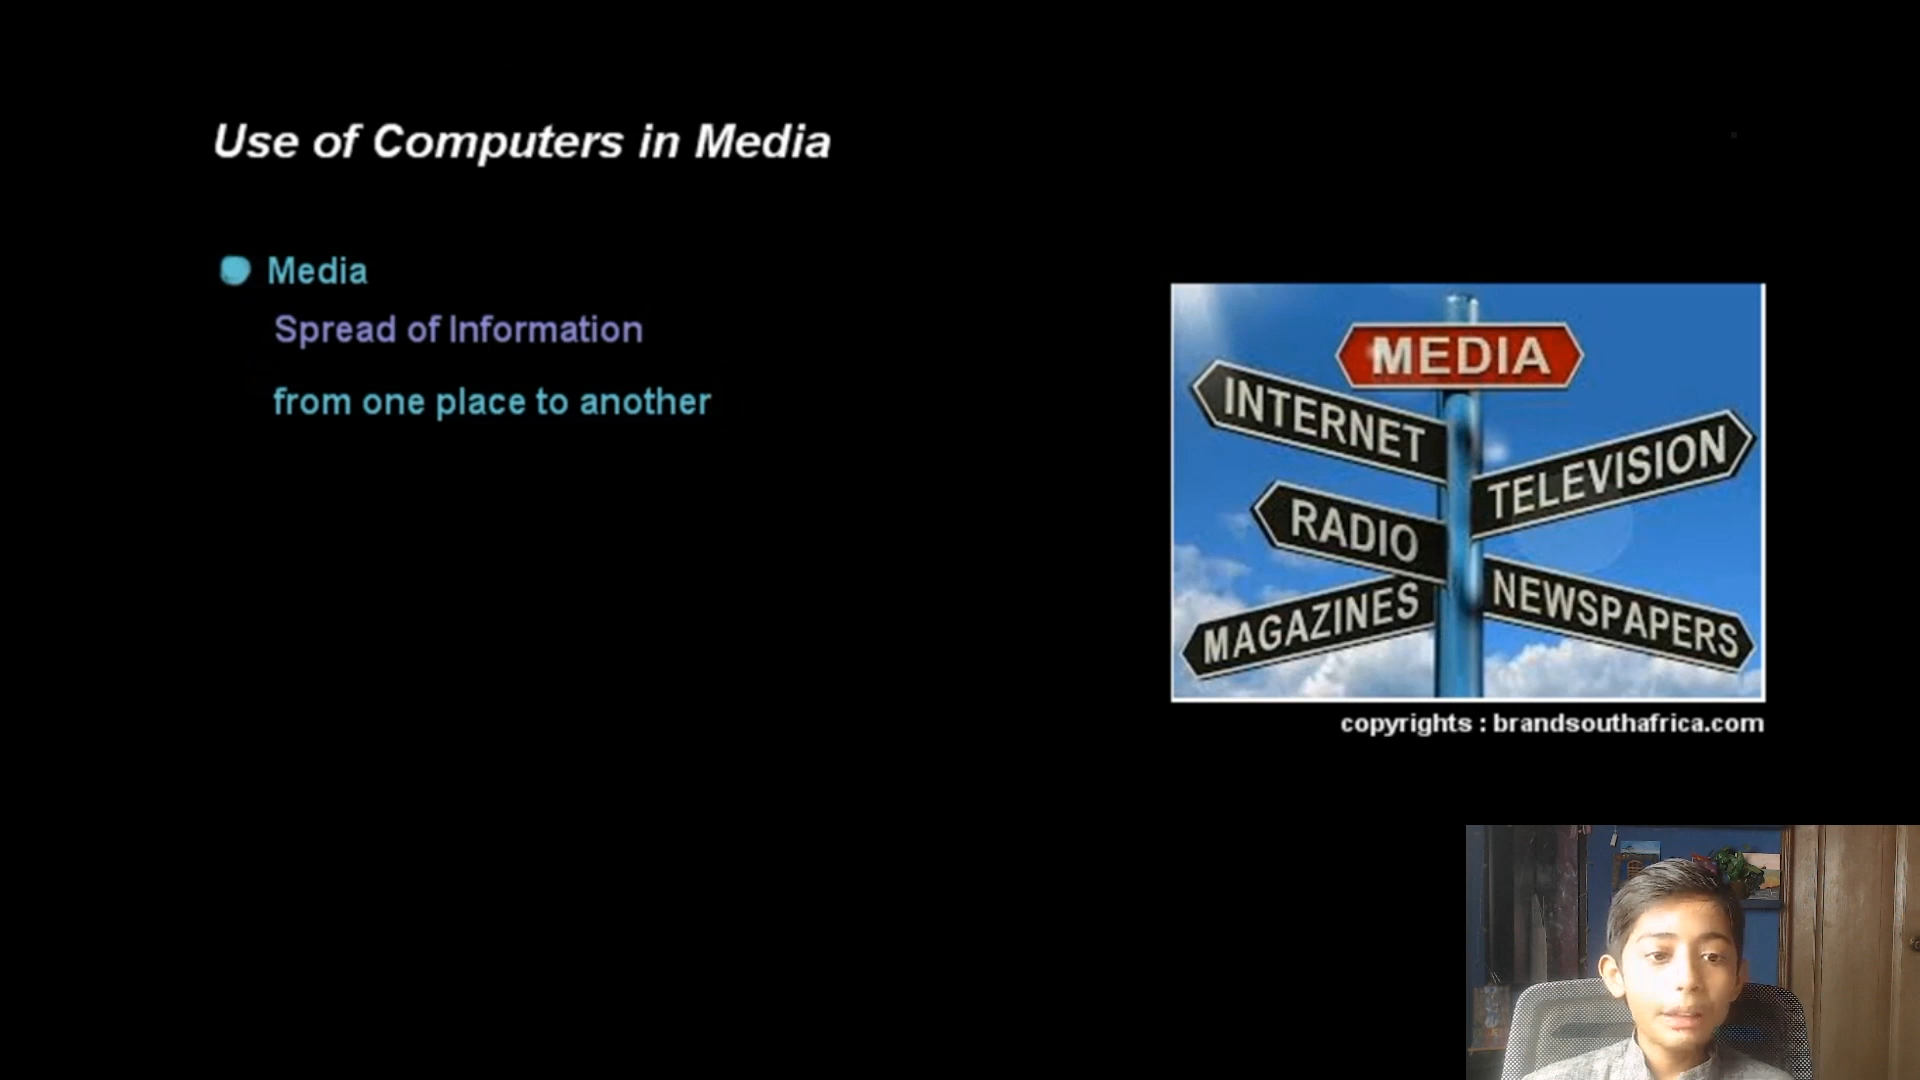 Use of Computers in Media
Media
Spread of Information
from one place to another
MEDIA
INTERNET
TELEVISION
RADIO
NEWSPAPERS
MAGAZINES
copyrights : brandsouthafrica.com